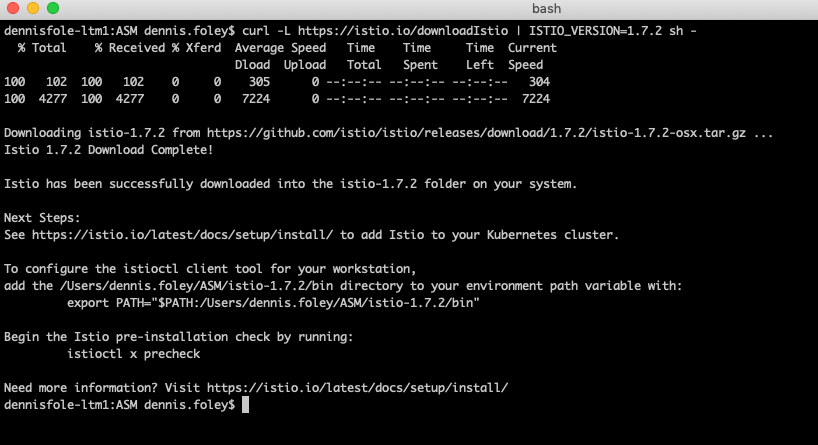 bash
dennisfole-ltm1:ASM dennis.foley$ curl -L https://istio.io/downloadIstio | ISTIO_VERSION=1.7.2 sh -
  % Total    % Received % Xferd  Average Speed   Time    Time     Time  Current
                                 Dload  Upload   Total   Spent    Left  Speed
100   102  100   102    0     0    305      0 --:--:-- --:--:-- --:--:--   304
100  4277  100  4277    0     0   7224      0 --:--:-- --:--:-- --:--:--  7224
Downloading istio-1.7.2 from https://github.com/istio/istio/releases/download/1.7.2/istio-1.7.2-osx.tar.gz ...
Istio 1.7.2 Download Complete!
Istio has been successfully downloaded into the istio-1.7.2 folder on your system.
Next Steps:
See https://istio.io/latest/docs/setup/install/ to add Istio to your Kubernetes cluster.
To configure the istioctl client tool for your workstation,
add the /Users/dennis.foley/ASM/istio-1.7.2/bin directory to your environment path variable with:
        export PATH="$PATH:/Users/dennis.foley/ASM/istio-1.7.2/bin"
Begin the Istio pre-installation check by running:
        istioctl x precheck
Need more information? Visit https://istio.io/latest/docs/setup/install/
dennisfole-ltm1:ASM dennis.foley$